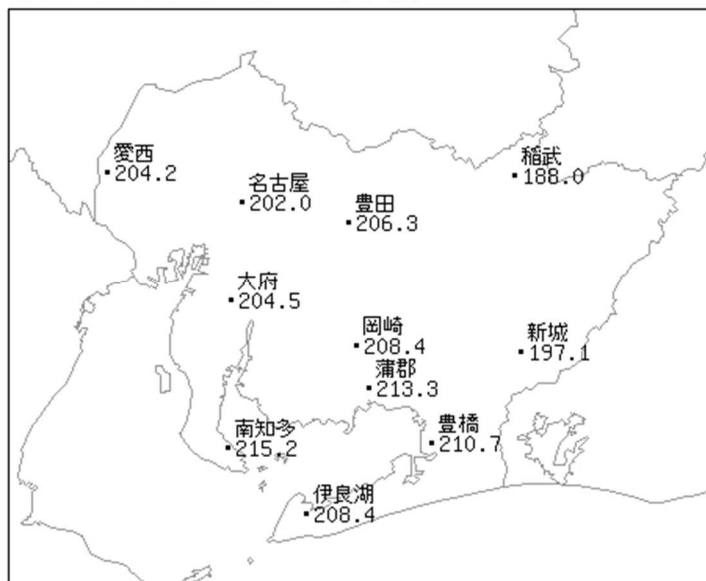 愛西
204.2
名古屋
202.0
豊田
206.3
稲武
188.0
大府
204.5
岡崎
208.4
蒲郡
213.3
新城
197.1
南知多
215.2
豊橋
210.7
伊良湖
208.4